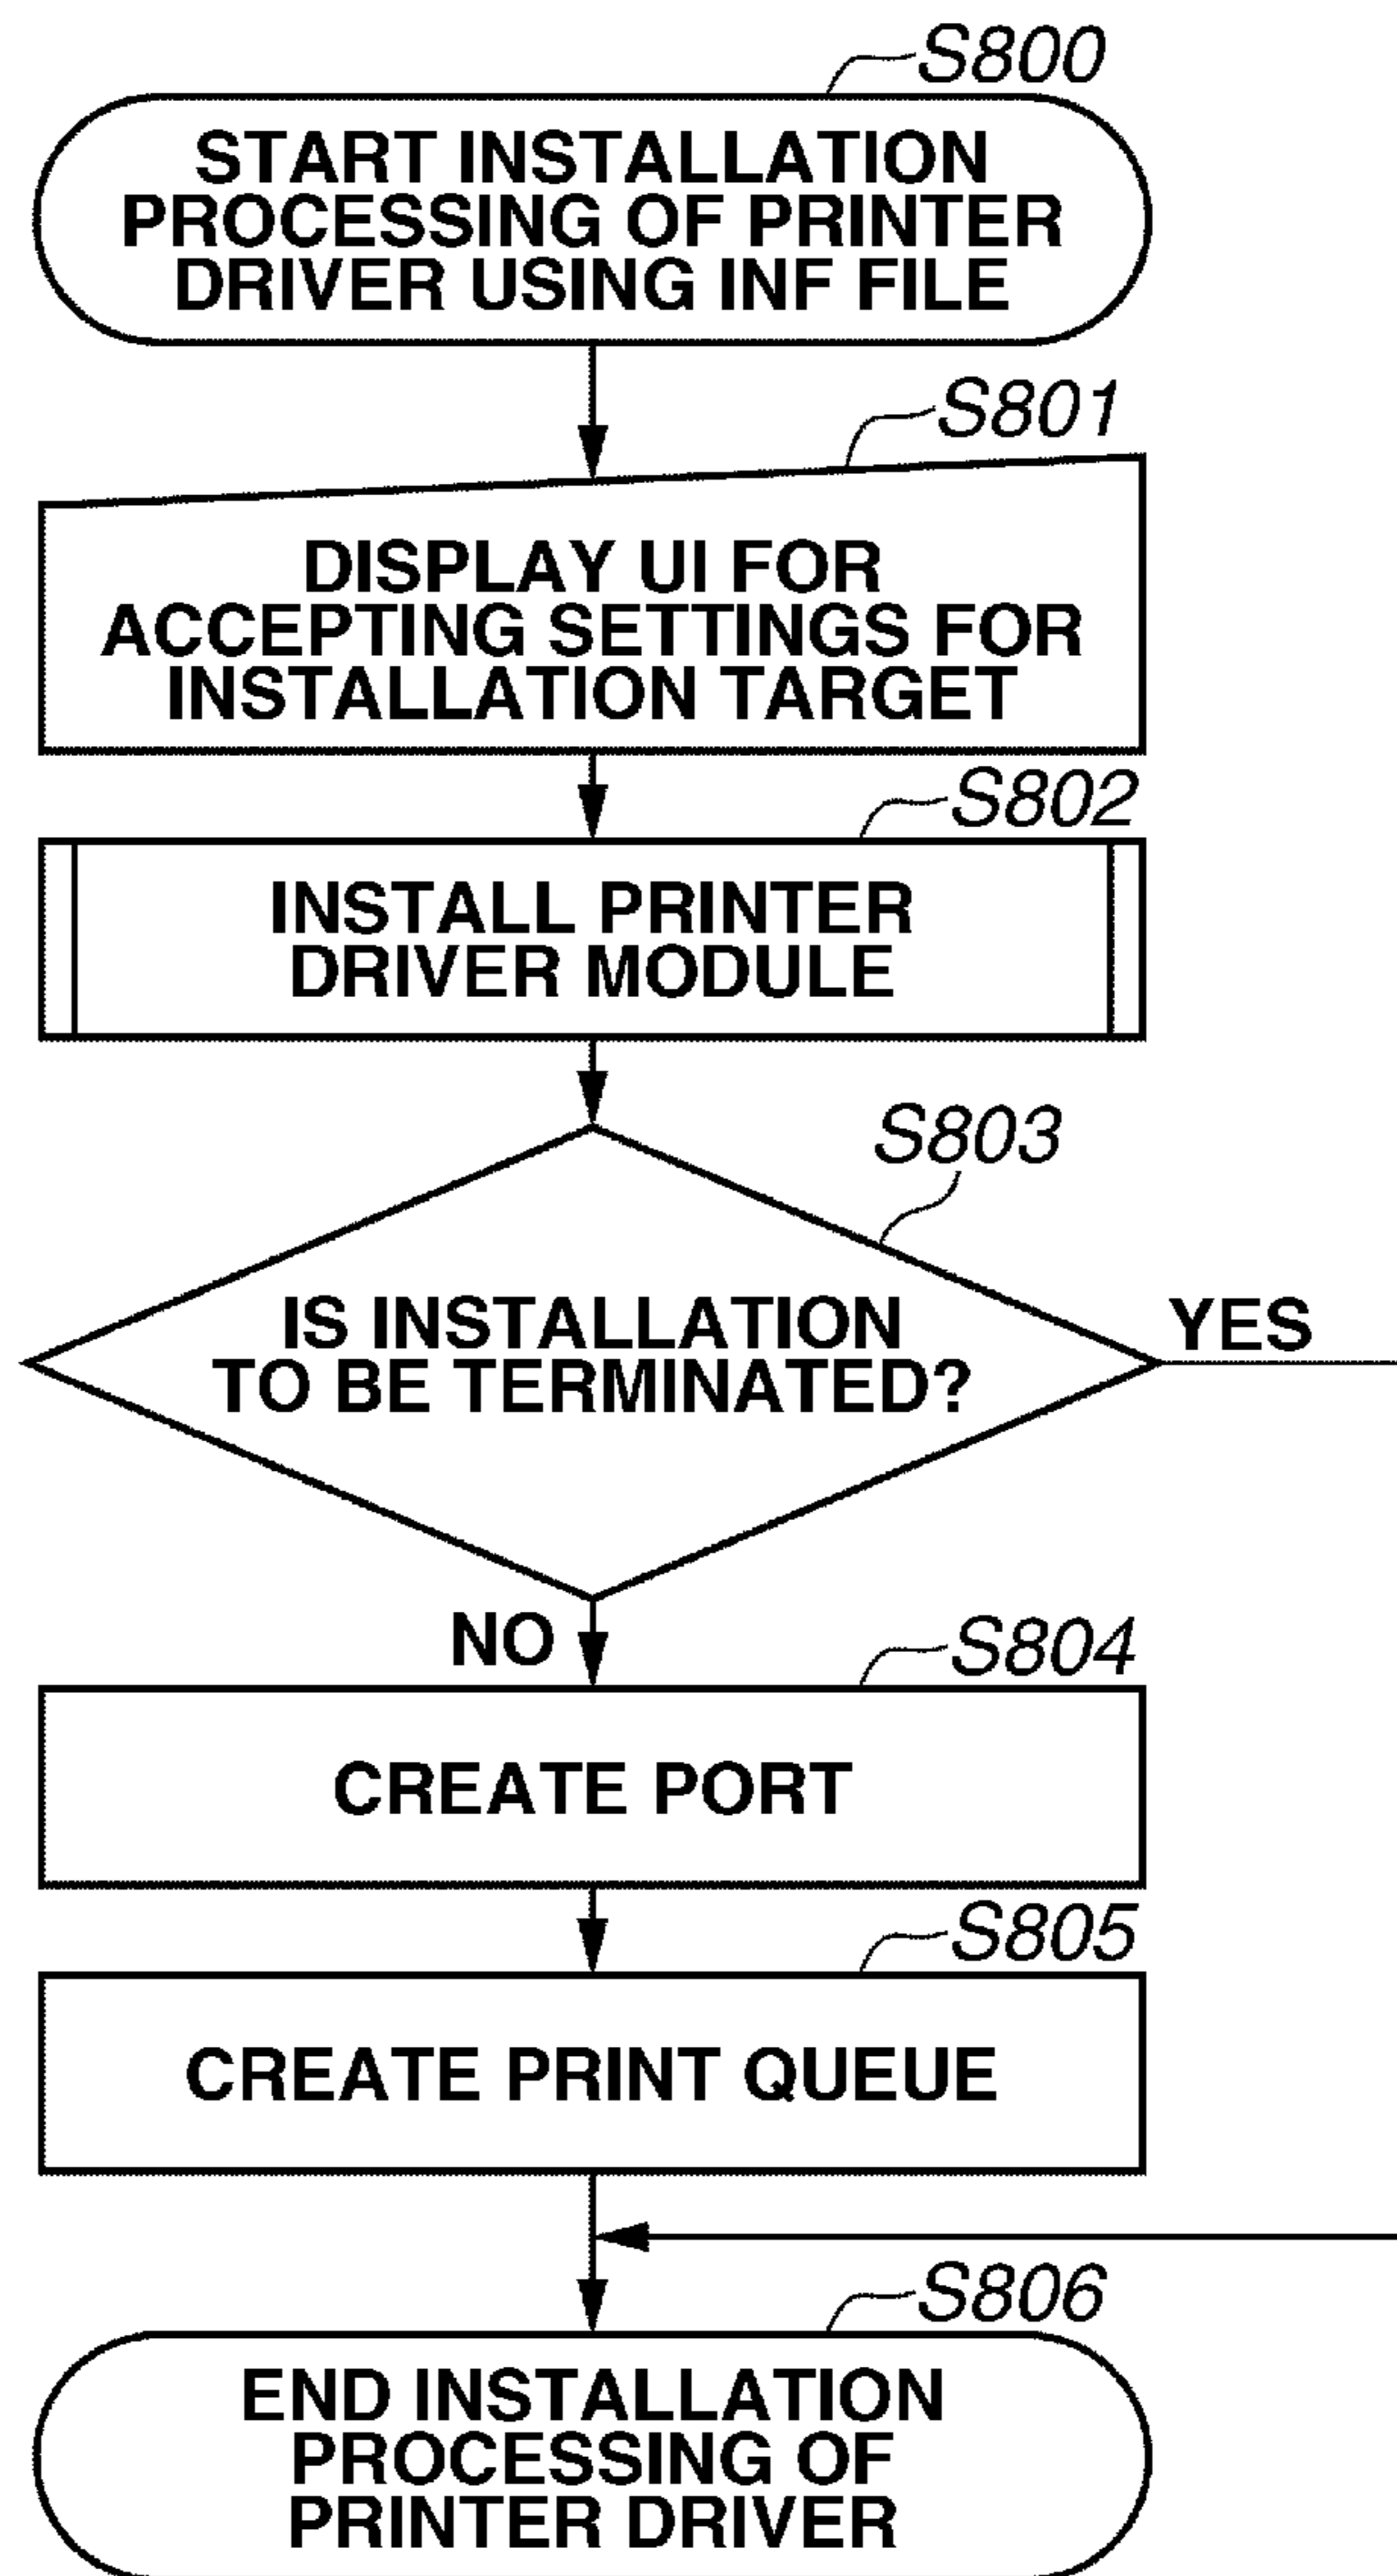 S800
START INSTALLATION
PROCESSING OF PRINTER
DRIVER USING INF FILE
S801
DISPLAY UI FOR
ACCEPTING SETTINGS FOR
INSTALLATION TARGET
S802
INSTALL PRINTER
DRIVER MODULE
S803
IS INSTALLATION
TO BE TERMINATED?
YES
NO
S804
CREATE PORT
S805
CREATE PRINT QUEUE
S806
END INSTALLATION
PROCESSING OF
PRINTER DRIVER